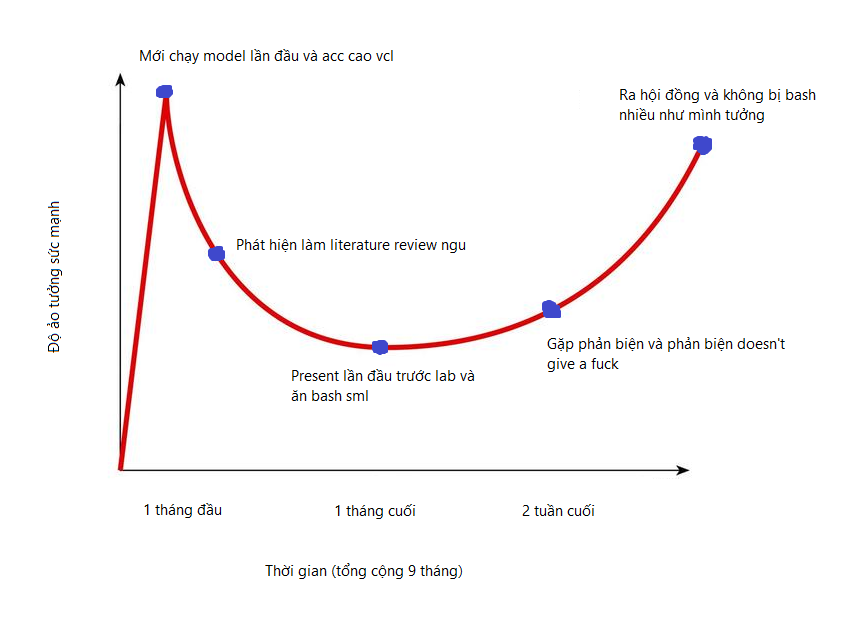 Mới chạy model lần đầu và acc cao vcl
Ra hội đồng và không bị bash
nhiều như mình tưởng
Độ ảo tưởng sức mạnh
Phát hiện làm literature review ngu
Gặp phản biện và phản biện doesn't
give a fuck
Present lần đầu trước lab và
ăn bash sml
1 tháng đầu
1 tháng cuối
2 tuần cuối
Thời gian (tổng cộng 9 tháng)